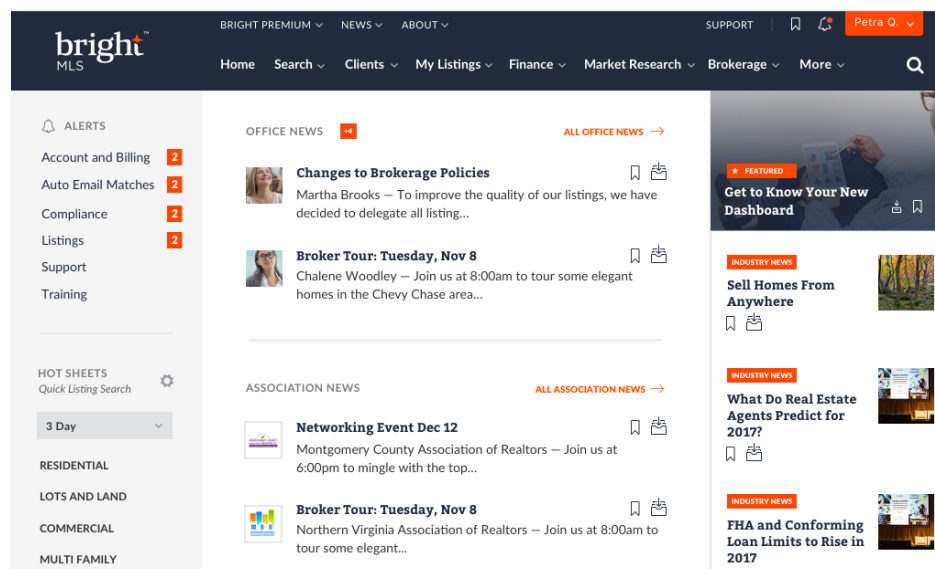 BRIGHT PREMIUM NEWS ABOUT
SUPPORT
Petra Q.
bright™
MLS
Home Search Clients My Listings Finance Market Research Brokerage More
ALERTS
Account and Billing 2
Auto Email Matches 2
Compliance 2
Listings 2
Support
Training
HOT SHEETS
Quick Listing Search
3 Day
RESIDENTIAL
LOTS AND LAND
COMMERCIAL
MULTI FAMILY
OFFICE NEWS +4
ALL OFFICE NEWS
Changes to Brokerage Policies
Martha Brooks — To improve the quality of our listings, we have
decided to delegate all listing...
Broker Tour: Tuesday, Nov 8
Chalene Woodley — Join us at 8:00am to tour some elegant
homes in the Chevy Chase area...
ASSOCIATION NEWS
ALL ASSOCIATION NEWS
Networking Event Dec 12
Montgomery County Association of Realtors — Join us at
6:00pm to mingle with the top...
Broker Tour: Tuesday, Nov 8
Northern Virginia Association of Realtors — Join us at 8:00am to
tour some elegant...
FEATURED
Get to Know Your New
Dashboard
INDUSTRY NEWS
Sell Homes From
Anywhere
INDUSTRY NEWS
What Do Real Estate
Agents Predict for
2017?
INDUSTRY NEWS
FHA and Conforming
Loan Limits to Rise in
2017